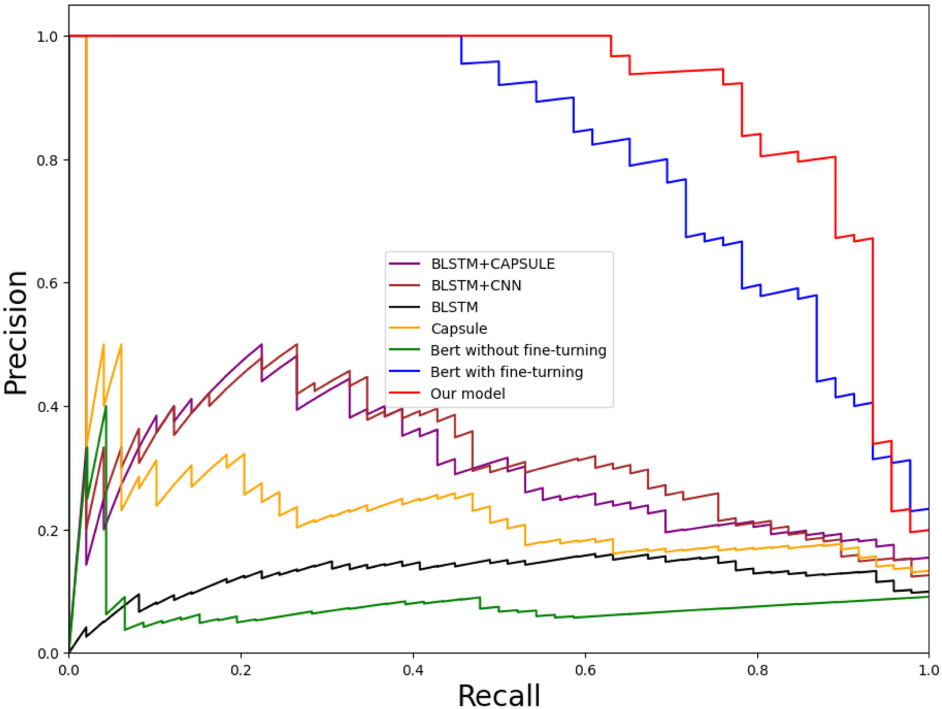 Precision
1.0
0.8
0.6
0.4
0.2
0.0
BLSTM+CAPSULE
BLSTM+CNN
BLSTM
Capsule
Bert without fine-turning
Bert with fine-turning
Our model
0.0 0.2 0.4 0.6 0.8 1.0
Recall